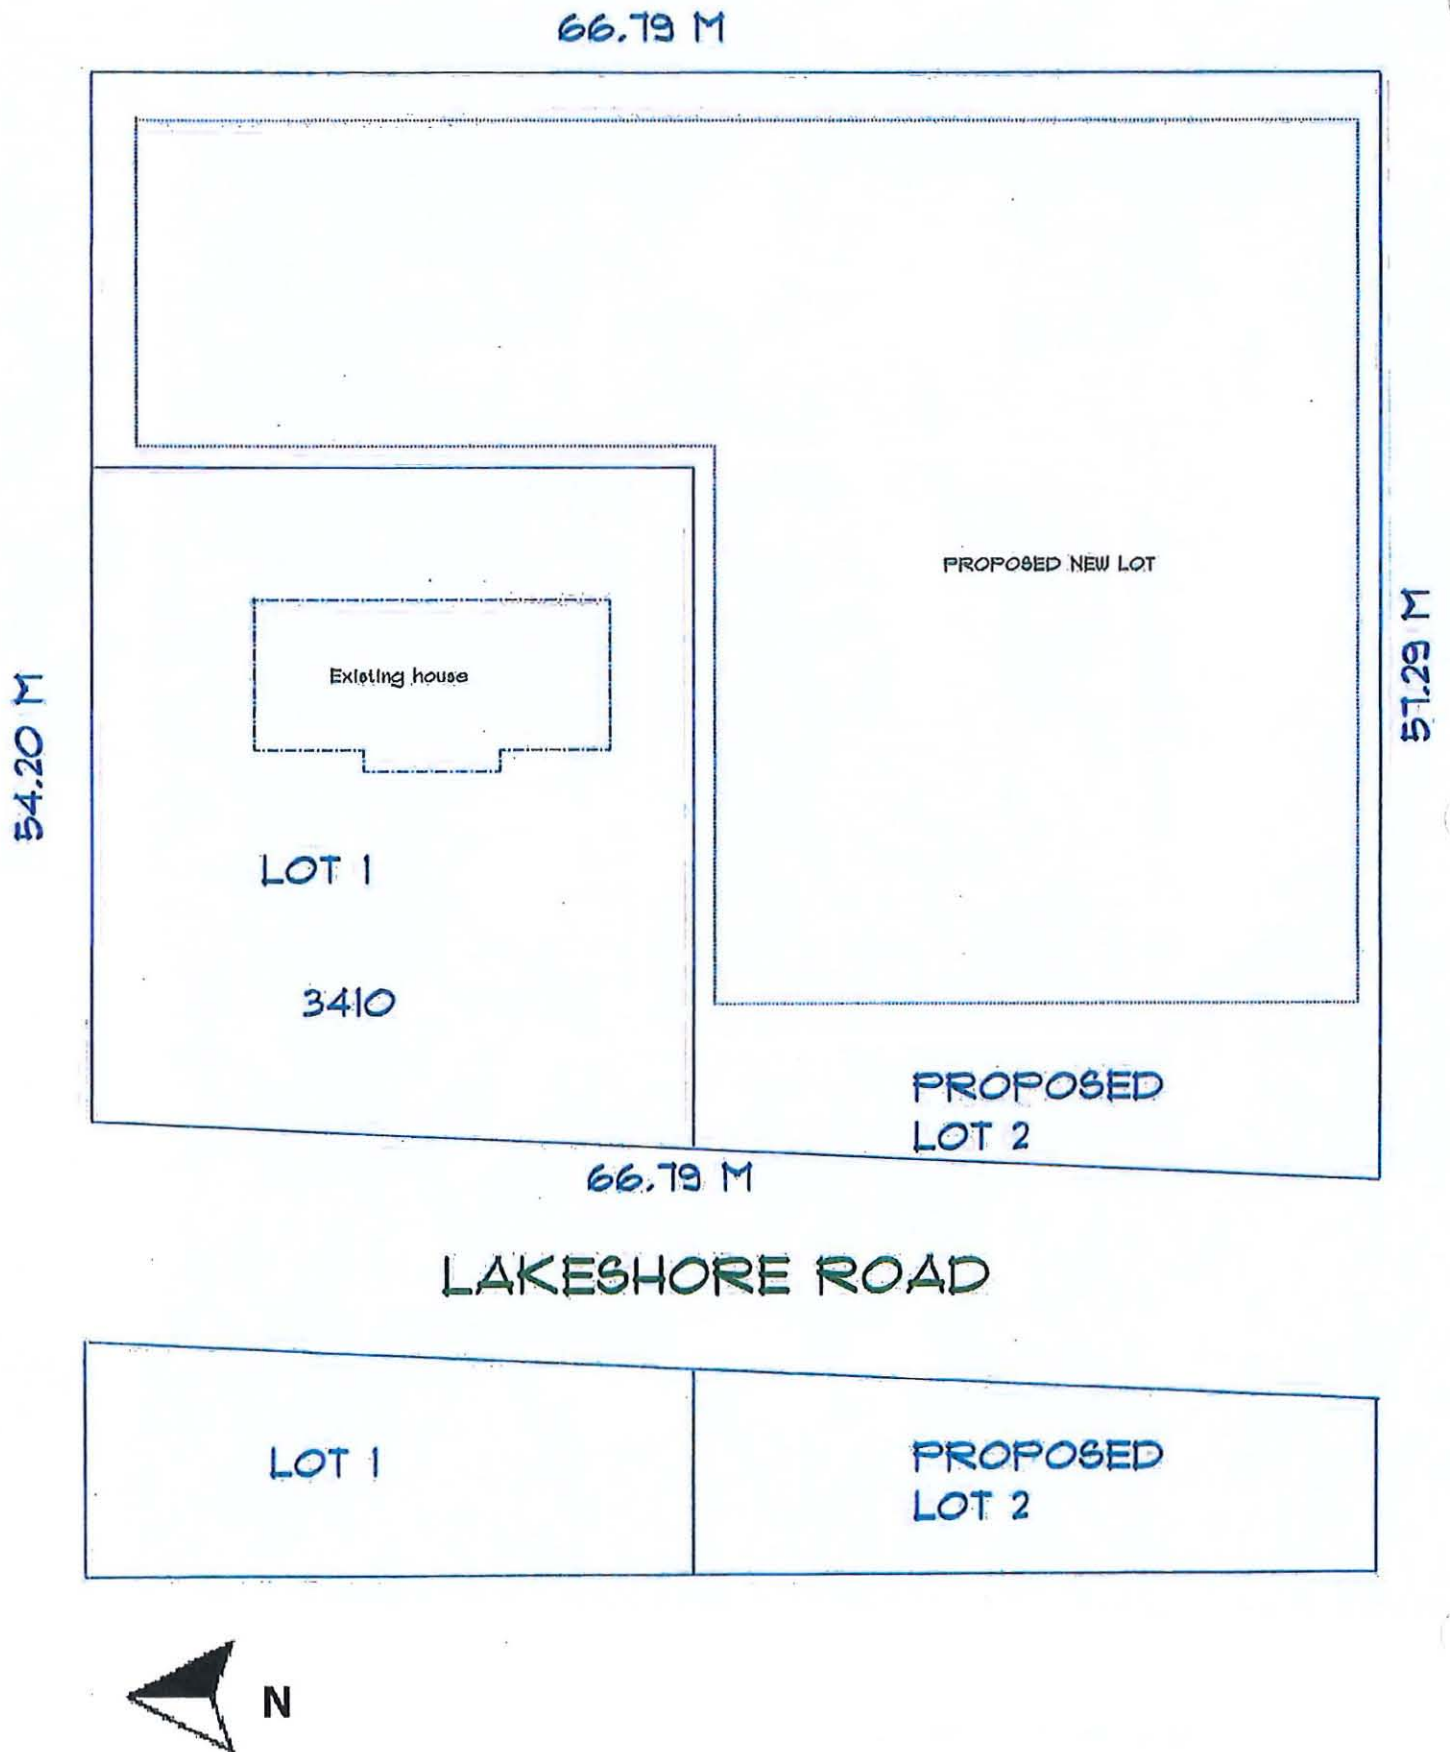 66.79 M
PROPOSED NEW LOT
57.29 M
Existing house
54.20 M
LOT 1
3410
PROPOSED
LOT 2
66.79 M
LAKESHORE ROAD
LOT 1
PROPOSED
LOT 2
N